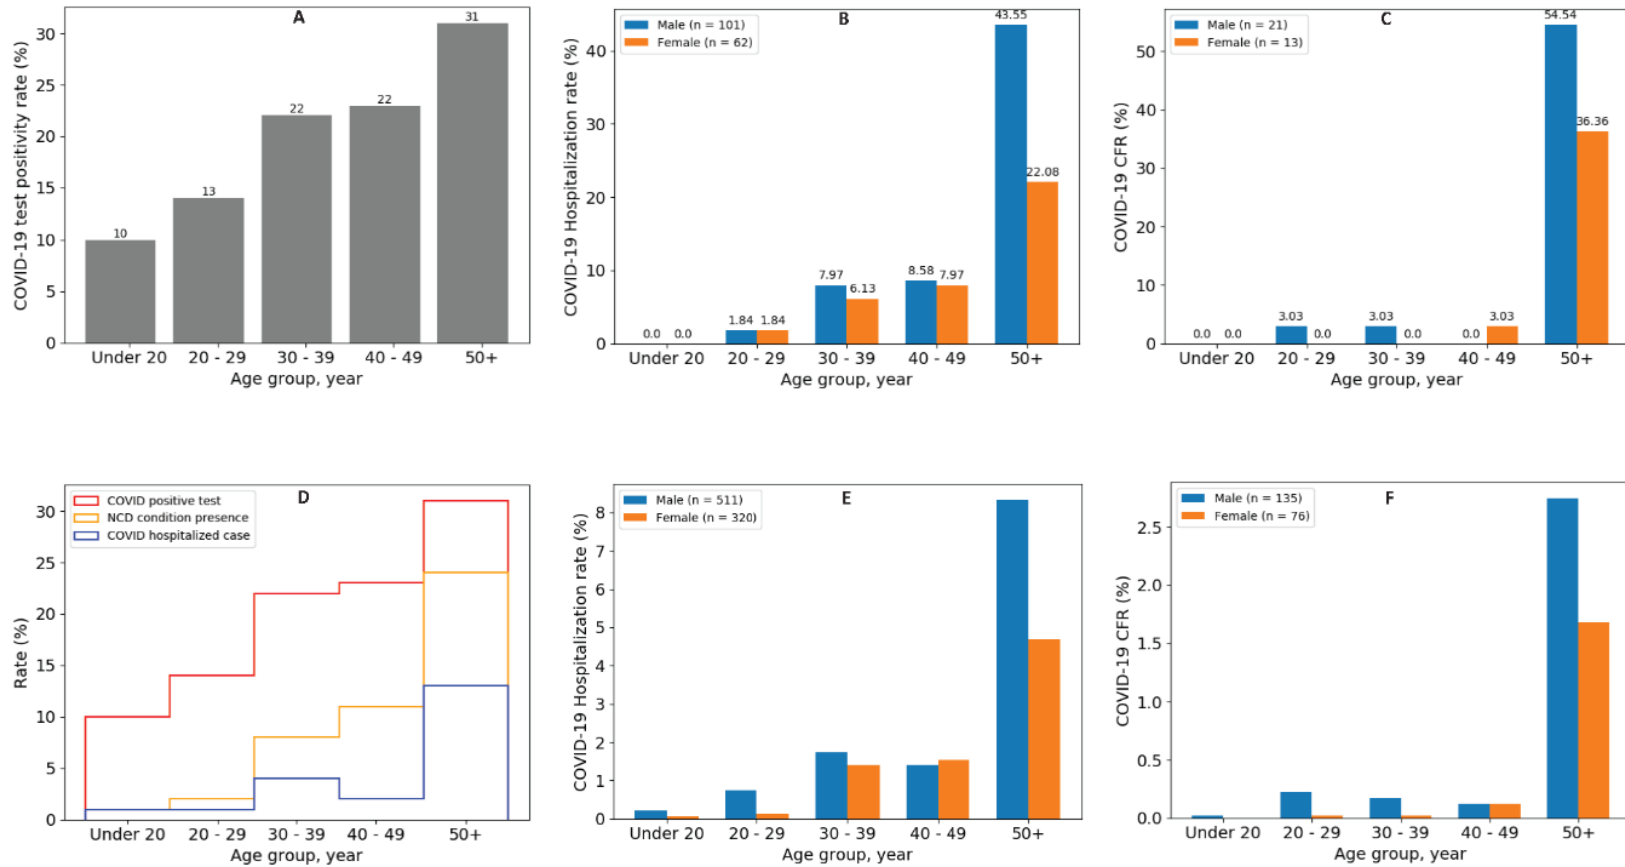 A
COVID-19 test positivity rate (%)
30
25
20
15
10
5
0
10
13
22
22
31
Under 20
20 - 29
30 - 39
40 - 49
50+
Age group, year
B
Male (n = 101)
Female (n = 62)
COVID-19 Hospitalization rate (%)
40
30
20
10
0
0.0
0.0
1.84
1.84
7.97
6.13
8.58
7.97
43.55
22.08
Under 20
20 - 29
30 - 39
40 - 49
50+
Age group, year
C
Male (n = 21)
Female (n = 13)
COVID-19 CFR (%)
50
40
30
20
10
0
0.0
0.0
3.03
0.0
3.03
0.0
0.0
3.03
54.54
36.36
Under 20
20 - 29
30 - 39
40 - 49
50+
Age group, year
D
COVID positive test
NCD condition presence
COVID hospitalized case
Rate (%)
30
25
20
15
10
5
0
Under 20
20 - 29
30 - 39
40 - 49
50+
Age group, year
E
Male (n = 511)
Female (n = 320)
COVID-19 Hospitalization rate (%)
8
7
6
5
4
3
2
1
0
Under 20
20 - 29
30 - 39
40 - 49
50+
Age group, year
F
Male (n = 135)
Female (n = 76)
COVID-19 CFR (%)
2.5
2.0
1.5
1.0
0.5
0.0
Under 20
20 - 29
30 - 39
40 - 49
50+
Age group, year